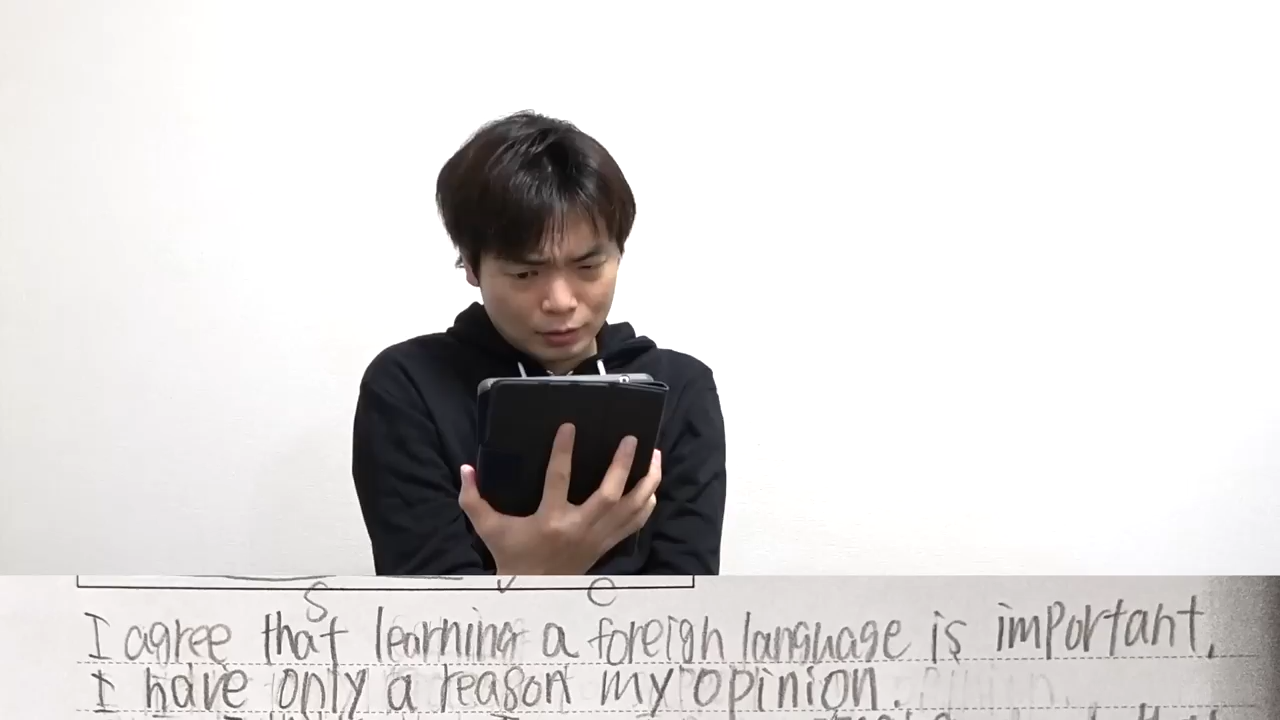 S V C
I agree that learning a foreign language is important.
I have only a reason my opinion.